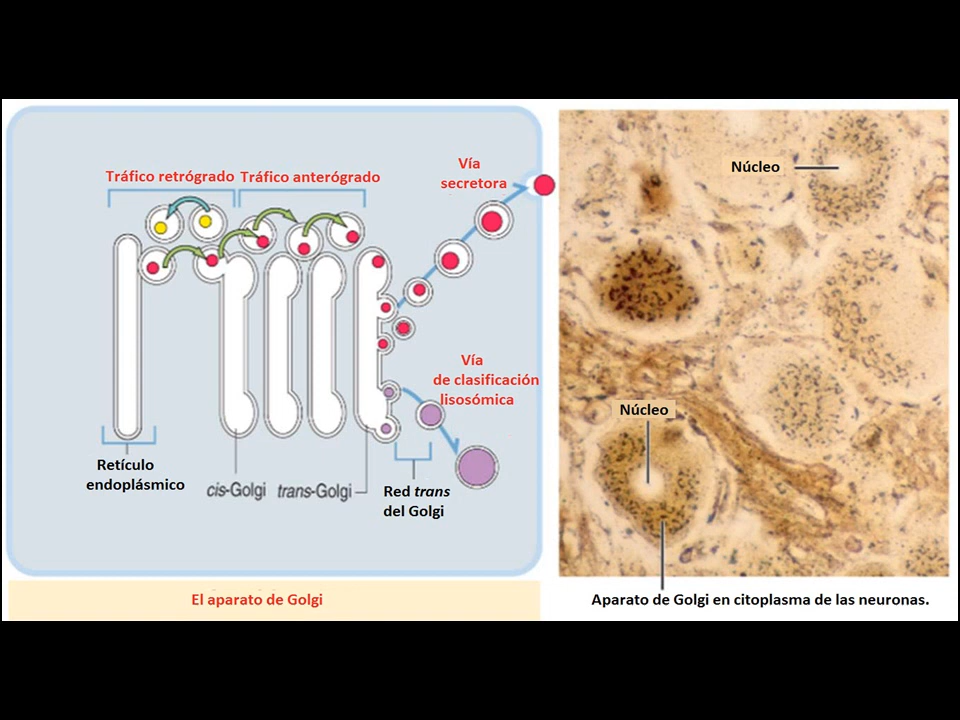 Tráfico retrógrado
Tráfico anterógrado
Vía
secretora
Vía
de clasificación
lisosómica
Retículo
endoplásmico
cis-Golgi
trans-Golgi
Red trans
del Golgi
El aparato de Golgi
Núcleo
Núcleo
Aparato de Golgi en citoplasma de las neuronas.